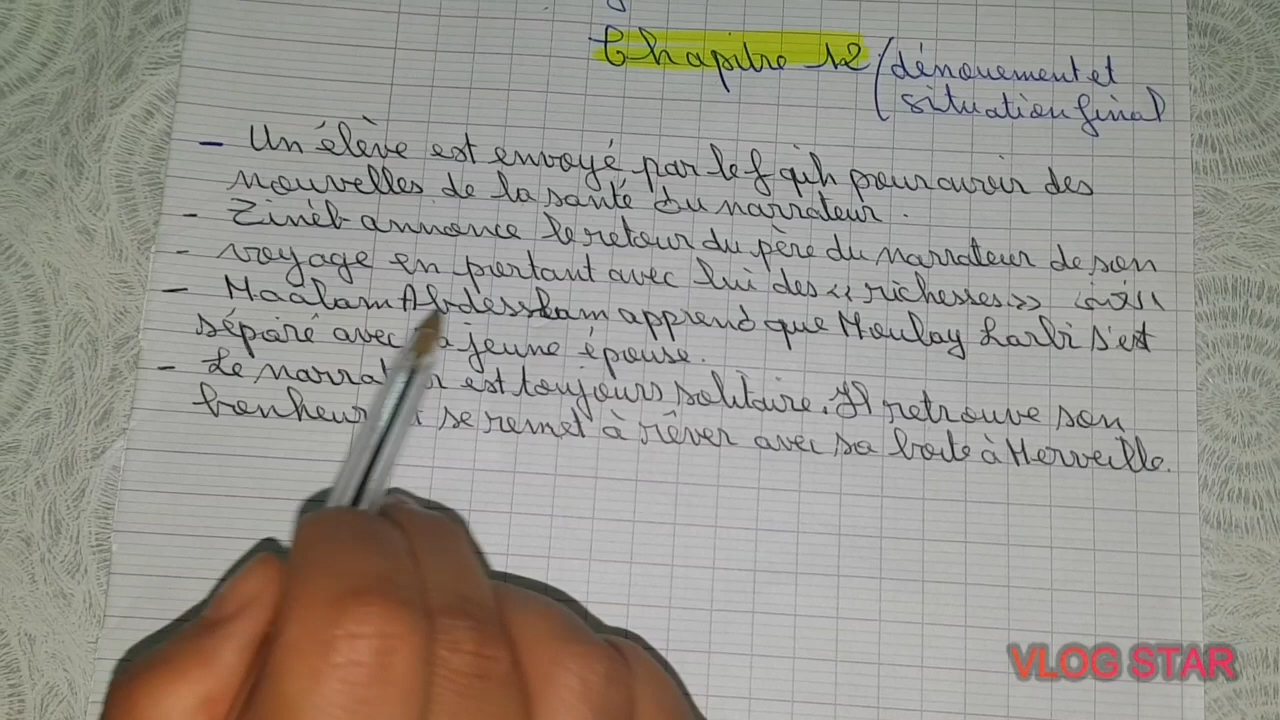 Chapitre 12 / dénouement et
situation final
- Un élève est envoyé par le fqih pour avoir des
nouvelles de la santé du narrateur.
- Zineb annonce le retour du père du narrateur de son
- voyage en portant avec lui des « richesses »
- Maalam Abdesslam apprend que Moulay Larbi s'est
séparé avec jeune épouse.
- Le narrateur est toujours solitaire. Il retrouve son
bonheur se remet à rêver avec sa boite à Merveille.
VLOG STAR